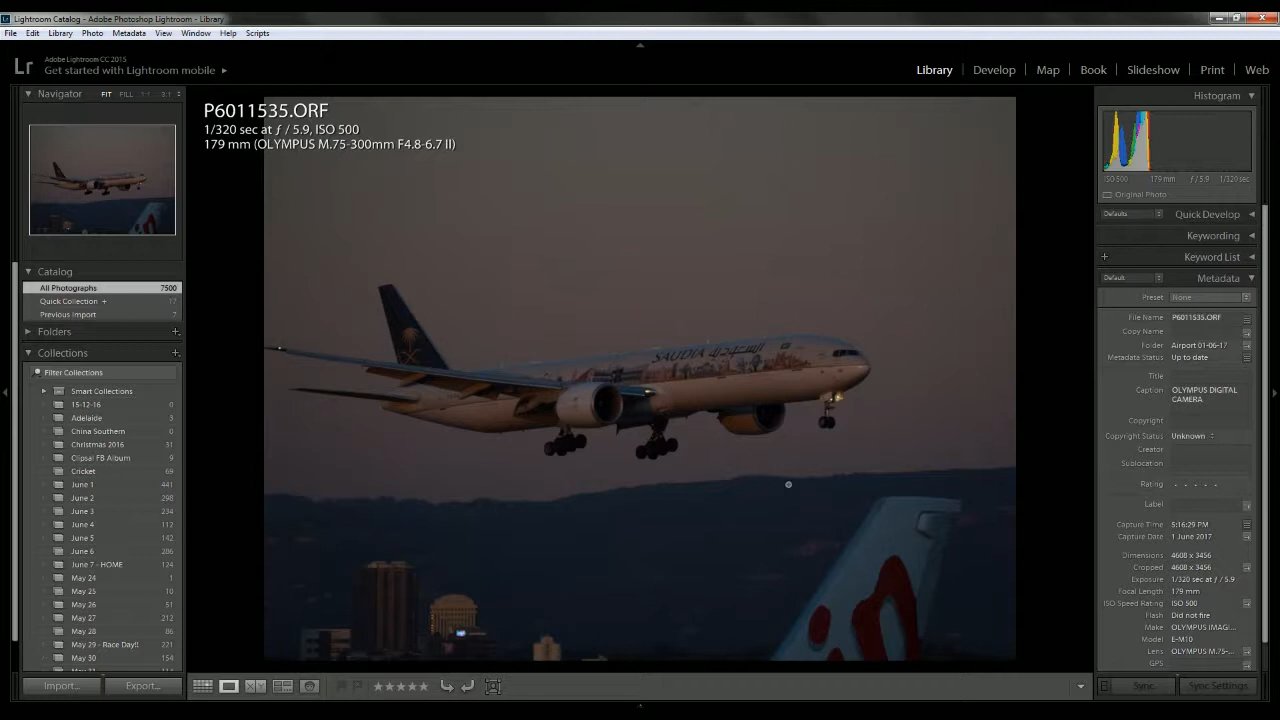 Lightroom Catalog - Adobe Photoshop Lightroom - Library
File Edit Library Photo Metadata View Window Help Scripts
Lr
Adobe Lightroom CC 2015
Get started with Lightroom mobile
Library Develop Map Book Slideshow Print Web
Navigator FIT FILL 1:1 3:1
P6011535.ORF
1/320 sec at ƒ / 5.9, ISO 500
179 mm (OLYMPUS M.75-300mm F4.8-6.7 II)
SAUDIA السعودية
Catalog
All Photographs 7500
Quick Collection + 17
Previous Import 7
Folders
Collections
Filter Collections
Smart Collections
15-12-16 0
Adelaide 3
China Southern 0
Christmas 2016 31
Clipsal FB Album 9
Cricket 69
June 1 441
June 2 298
June 3 234
June 4 112
June 5 142
June 6 286
June 7 - HOME 124
May 24 1
May 25 10
May 26 51
May 27 212
May 28 86
May 29 - Race Day!! 221
May 30 154
Import... Export...
Histogram
ISO 500 179 mm ƒ / 5.9 1/320 sec
Original Photo
Defaults Quick Develop
Keywording
Keyword List
Default Metadata
Preset None
File Name P6011535.ORF
Copy Name
Folder Airport 01-06-17
Metadata Status Up to date
Title
Caption OLYMPUS DIGITAL
CAMERA
Copyright
Copyright Status Unknown
Creator
Sublocation
Rating
Label
Capture Time 5:16:29 PM
Capture Date 1 June 2017
Dimensions 4608 x 3456
Cropped 4608 x 3456
Exposure 1/320 sec at ƒ / 5.9
Focal Length 179 mm
ISO Speed Rating ISO 500
Flash Did not fire
Make OLYMPUS IMAGI...
Model E-M10
Lens OLYMPUS M.75-...
GPS
Sync Sync Settings